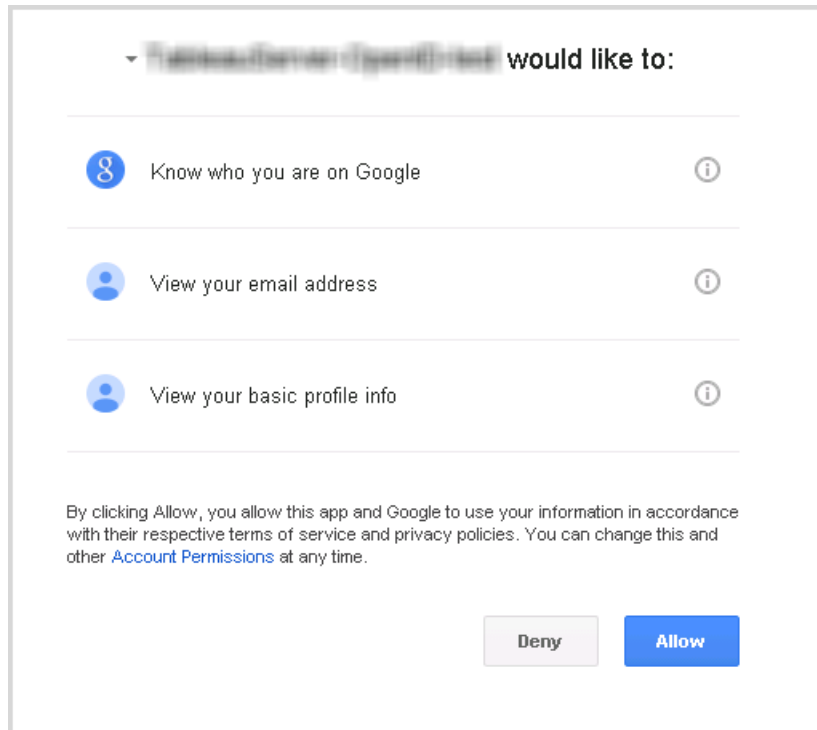 would like to:
Know who you are on Google
View your email address
View your basic profile info
By clicking Allow, you allow this app and Google to use your information in accordance
with their respective terms of service and privacy policies. You can change this and
other Account Permissions at any time.
Deny
Allow